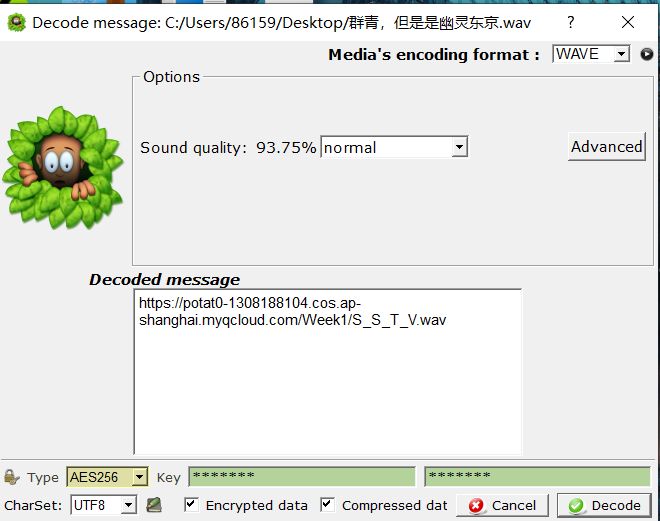 Decode message: C:/Users/86159/Desktop/群青，但是是幽灵东京.wav
?
Media's encoding format :
WAVE
Options
Sound quality: 93.75%
normal
Advanced
Decoded message
https://potat0-1308188104.cos.ap-
shanghai.myqcloud.com/Week1/S_S_T_V.wav
Type
AES256
Key
*******
*******
CharSet:
UTF8
Encrypted data
Compressed dat
Cancel
Decode